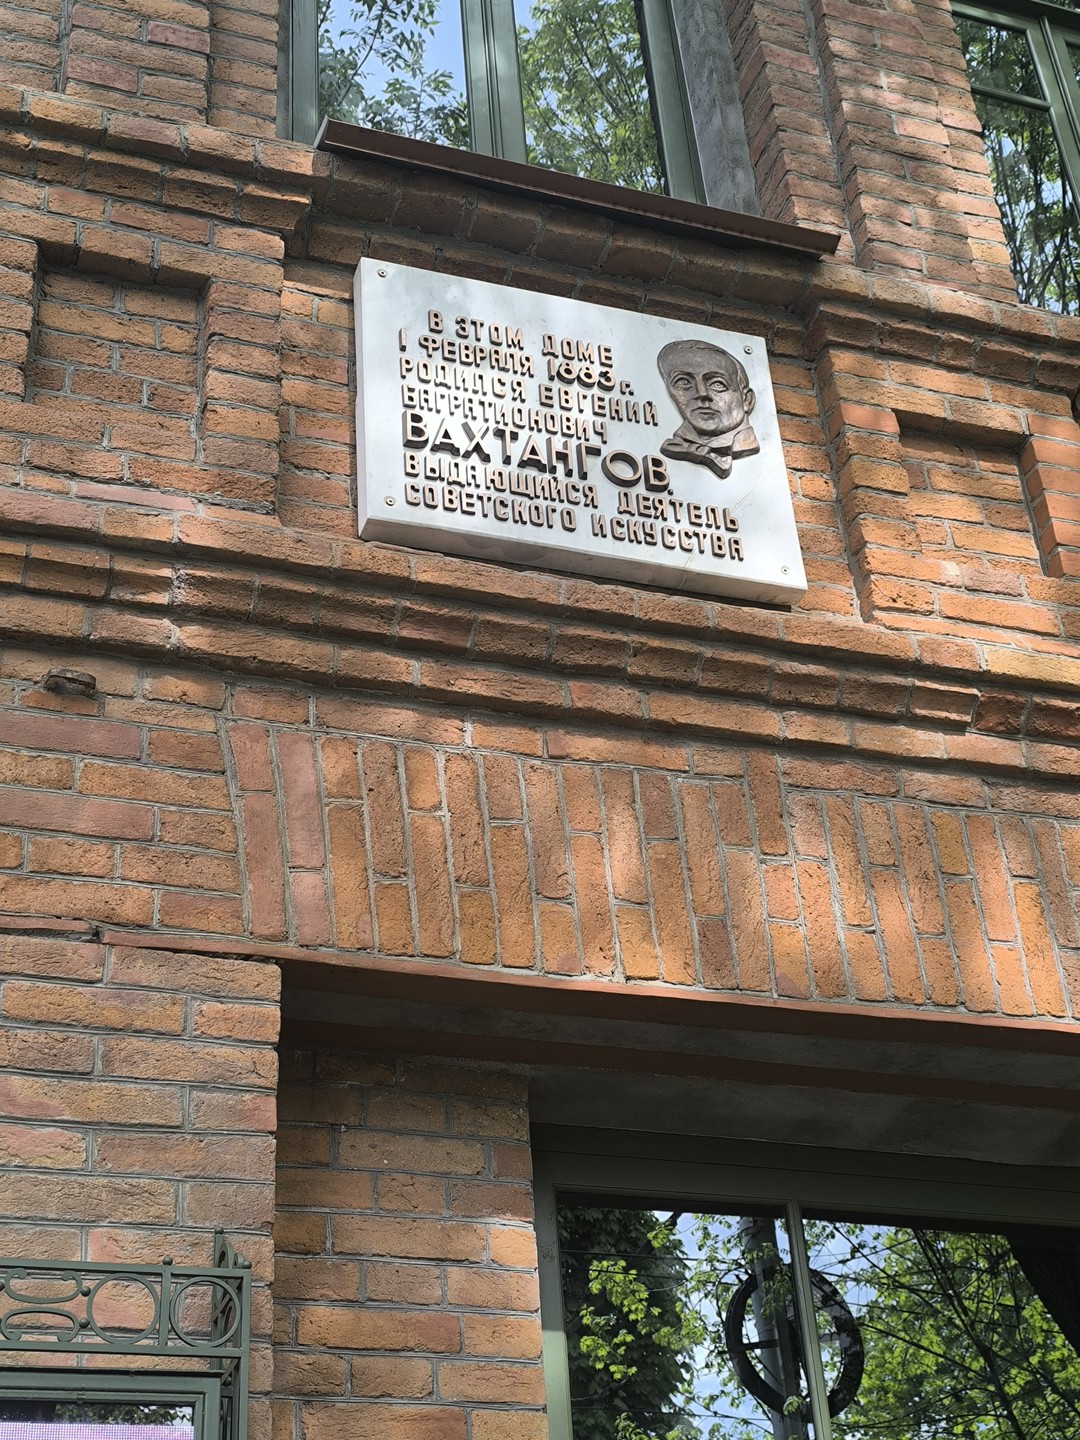 В ЭТОМ ДОМЕ
1 ФЕВРАЛЯ 1883 г.
РОДИЛСЯ ЕВГЕНИЙ
БАГРАТИОНОВИЧ
ВАХТАНГОВ,
ВЫДАЮЩИЙСЯ ДЕЯТЕЛЬ
СОВЕТСКОГО ИСКУССТВА